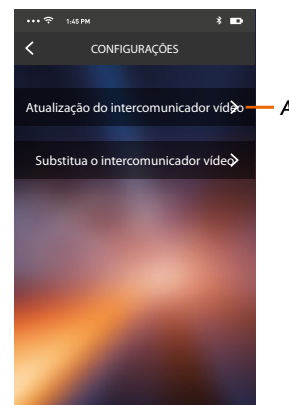 1:45 PM
CONFIGURAÇÕES
Atualização do intercomunicador vídeo
A
Substitua o intercomunicador vídeo